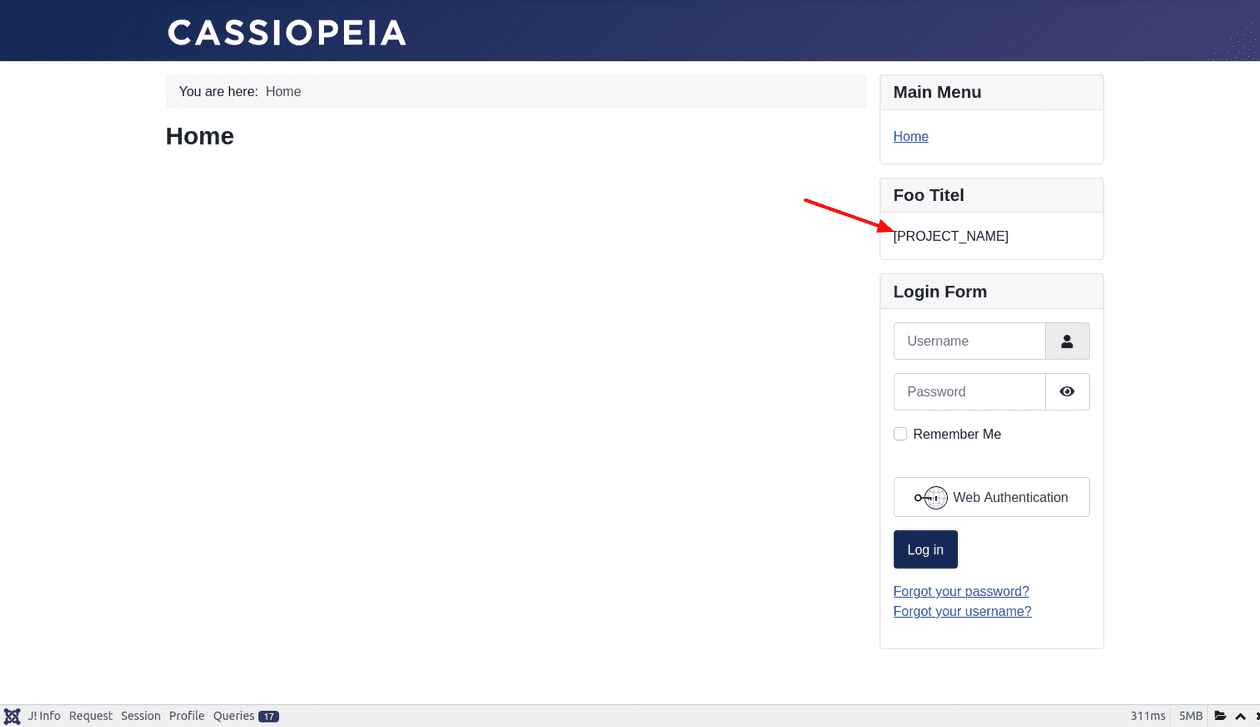 CASSIOPEIA
You are here: Home
Home
Main Menu
Home
Foo Titel
[PROJECT_NAME]
Login Form
Username
Password
Remember Me
Web Authentication
Log in
Forgot your password?
Forgot your username?
J! Info Request Session Profile Queries 17 311ms 5MB